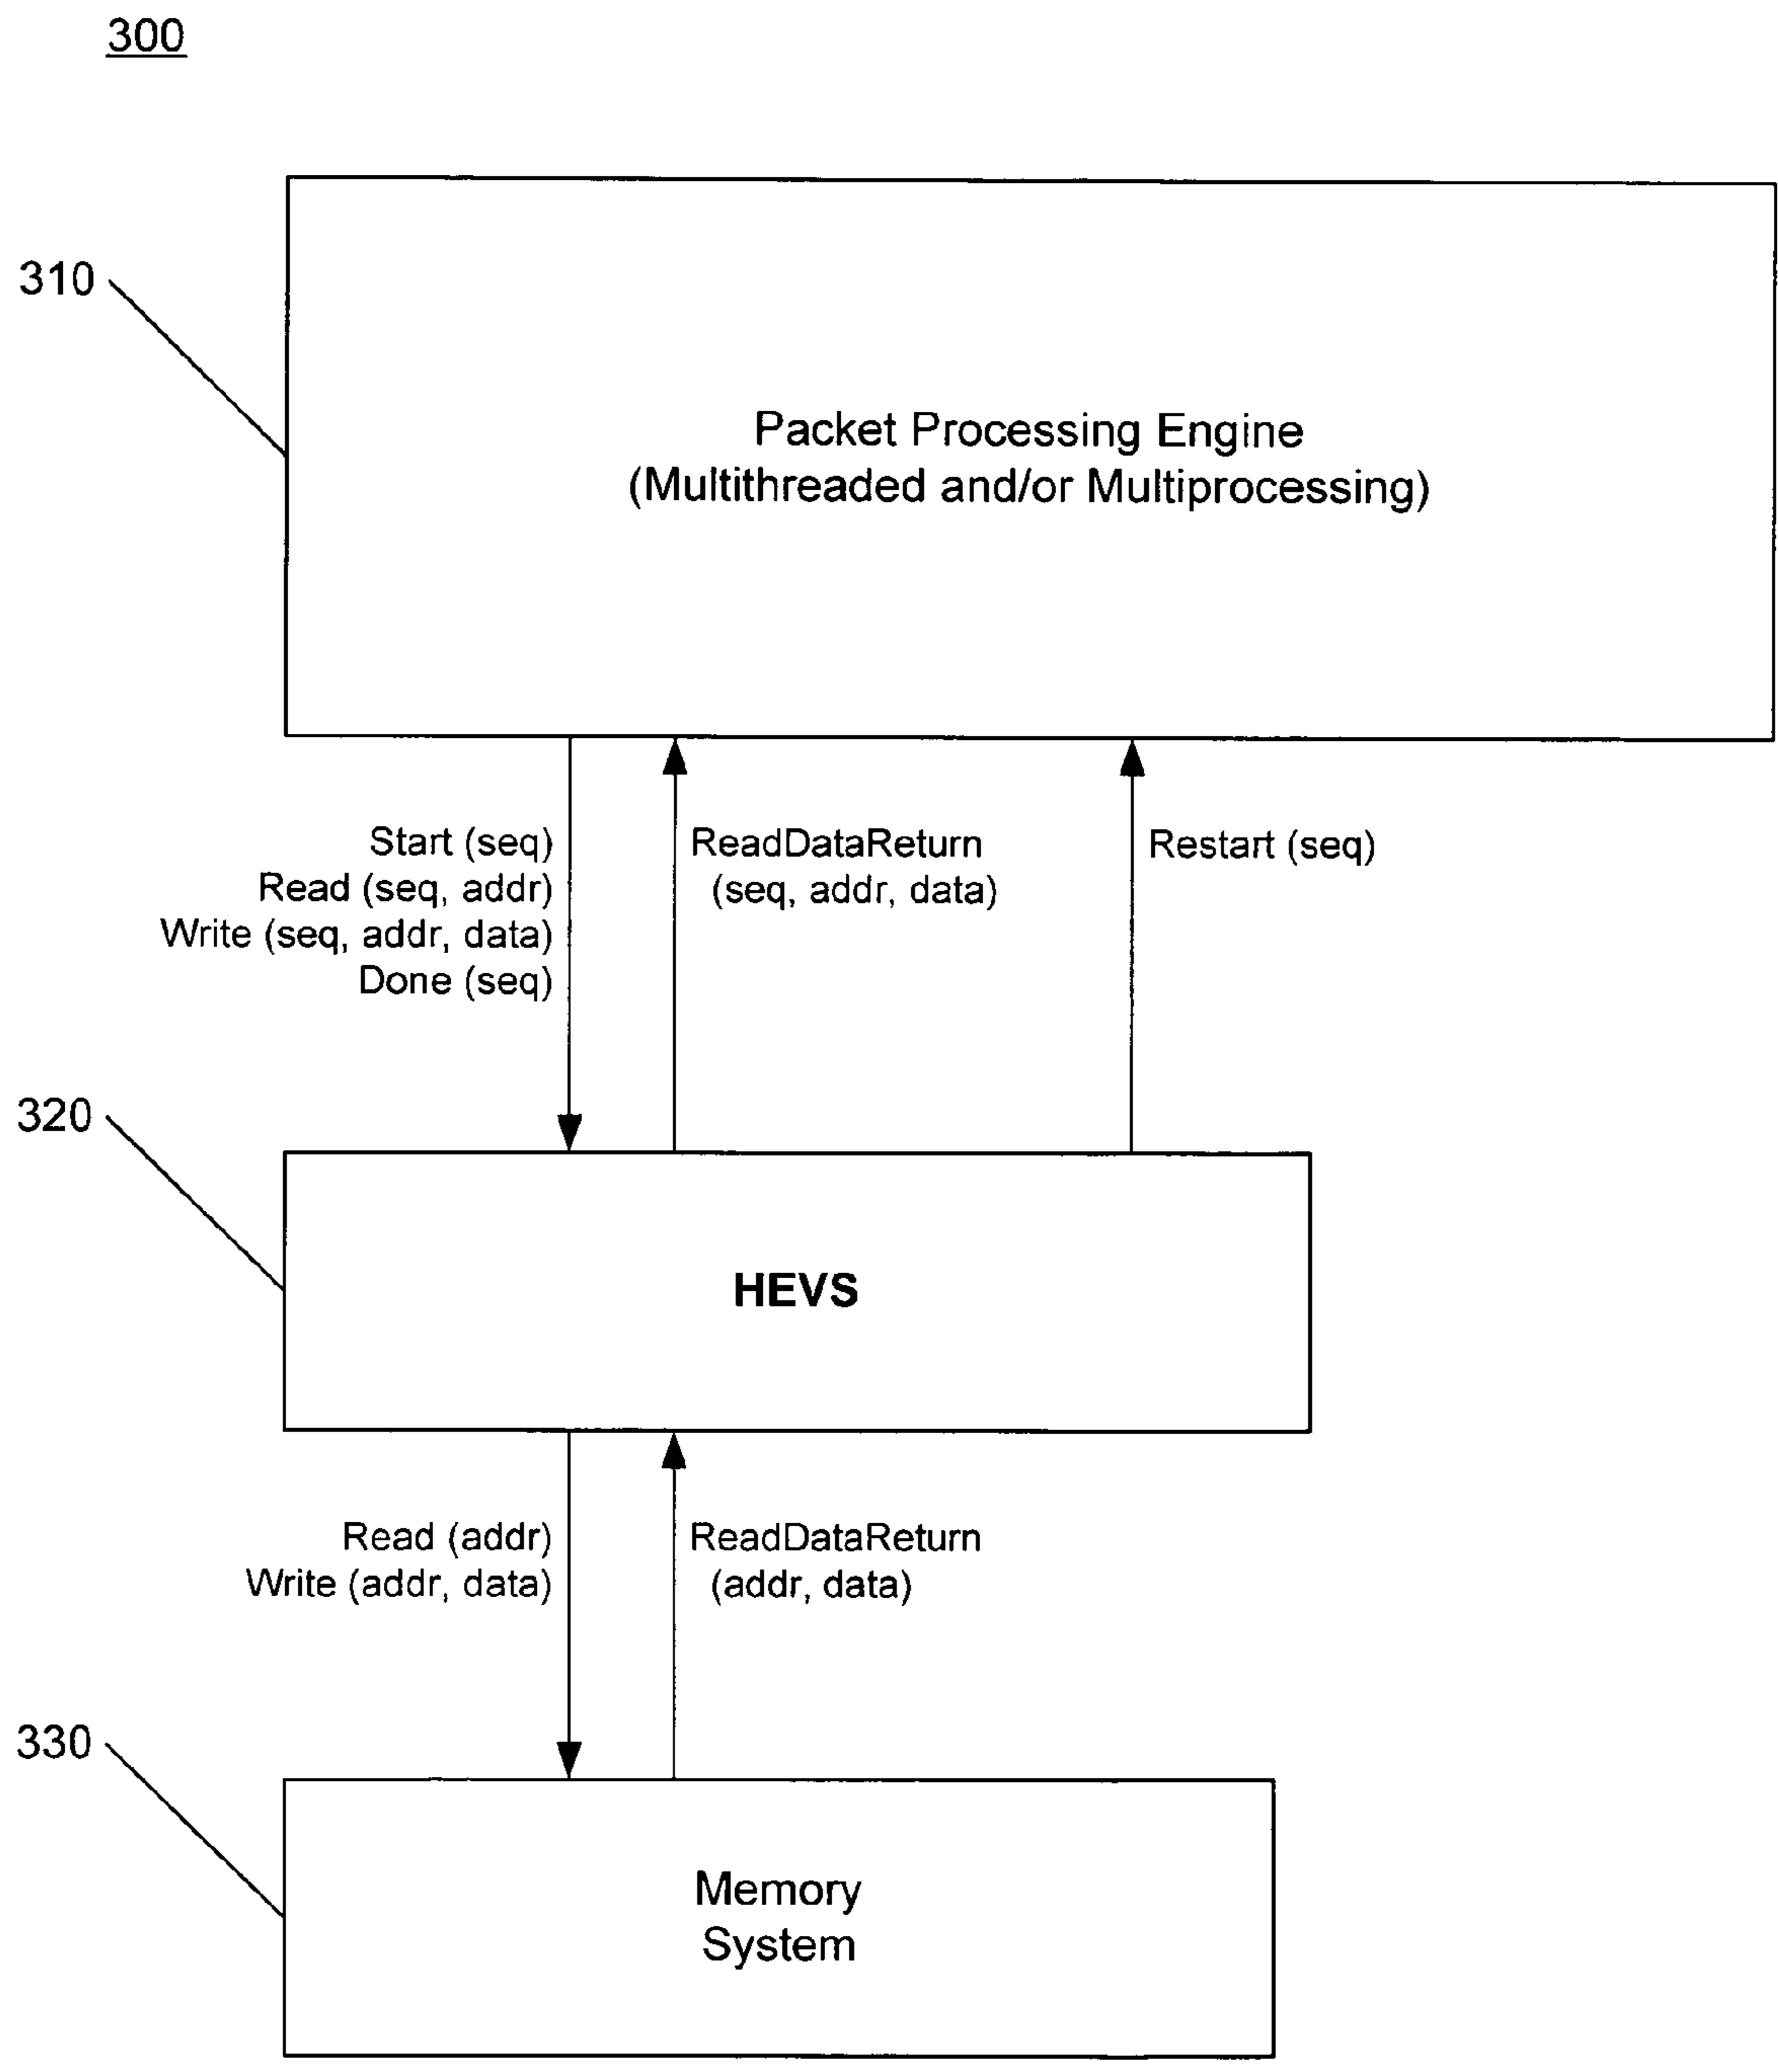 300
310
Packet Processing Engine
(Multithreaded and/or Multiprocessing)
Start (seq)
Read (seq, addr)
Write (seq, addr, data)
Done (seq)
ReadDataReturn
(seq, addr, data)
Restart (seq)
320
HEVS
Read (addr)
Write (addr, data)
ReadDataReturn
(addr, data)
330
Memory
System